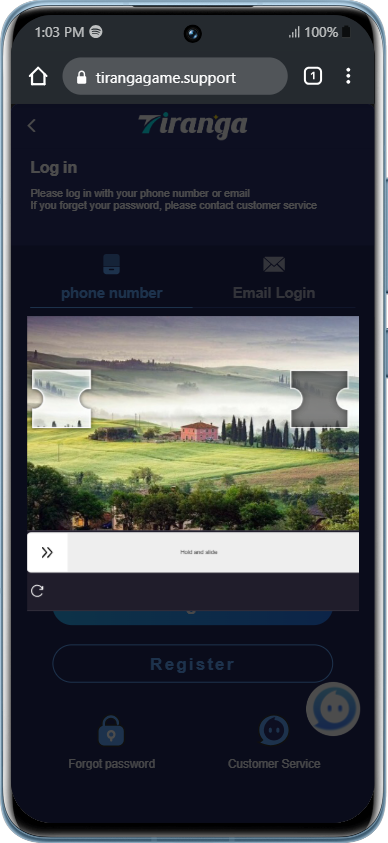 1:03 PM
100%
tirangagame.support
1
Tiranga
Log in
Please log in with your phone number or email
If you forget your password, please contact customer service
phone number
Email Login
Hold and slide
Register
Forgot password
Customer Service